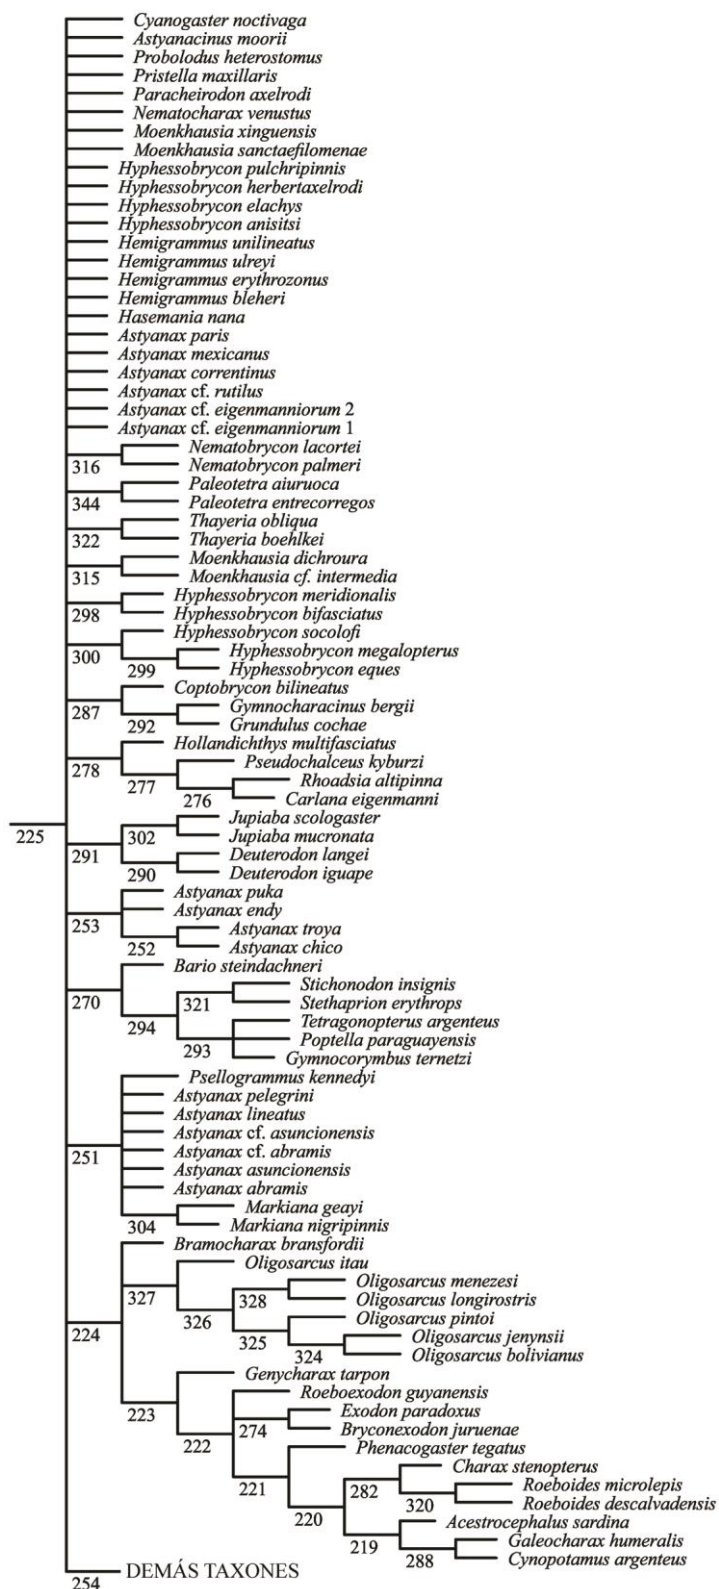 Cyanogaster noctivaga
Astyanacinus moorii
Probolodus heterostomus
Pristella maxillaris
Paracheirodon axelrodi
Nematocharax venustus
Moenkhausia xinguensis
Moenkhausia sanctaefilomenae
Hyphessobrycon pulchripinnis
Hyphessobrycon herbertaxelrodi
Hyphessobrycon elachys
Hyphessobrycon anisitsi
Hemigrammus unilineatus
Hemigrammus ulreyi
Hemigrammus erythrozonus
Hemigrammus bleheri
Hasemania nana
Astyanax paris
Astyanax mexicanus
Astyanax correntinus
Astyanax cf. rutilus
Astyanax cf. eigenmanniorum 2
Astyanax cf. eigenmanniorum 1
Nematobrycon lacortei
316
Nematobrycon palmeri
Paleotetra aiuruoca
344
Paleotetra entrecorregos
Thayeria obliqua
322
Thayeria boehlkei
Moenkhausia dichroura
315
Moenkhausia cf. intermedia
Hyphessobrycon meridionalis
298
Hyphessobrycon bifasciatus
Hyphessobrycon socolofi
300
Hyphessobrycon megalopterus
299
Hyphessobrycon eques
Coptobrycon bilineatus
287
Gymnocharacinus bergii
292
Grundulus cochae
Hollandichthys multifasciatus
278
Pseudochalceus kyburzi
277
Rhoadsia altipinna
276
Carlana eigenmanni
225
Jupiaba scologaster
302
Jupiaba mucronata
291
Deuterodon langei
290
Deuterodon iguape
Astyanax puka
253
Astyanax endy
Astyanax troya
252
Astyanax chico
Bario steindachneri
270
Stichonodon insignis
321
Stethaprion erythrops
294
Tetragonopterus argenteus
Poptella paraguayensis
293
Gymnocorymbus ternetzi
Psellogrammus kennedyi
Astyanax pelegrini
Astyanax lineatus
Astyanax cf. asuncionensis
251
Astyanax cf. abramis
Astyanax asuncionensis
Astyanax abramis
Markiana geayi
304
Markiana nigripinnis
Bramocharax bransfordii
Oligosarcus itau
327
Oligosarcus menezesi
328
Oligosarcus longirostris
326
Oligosarcus pintoi
224
325
Oligosarcus jenynsii
324
Oligosarcus bolivianus
Genycharax tarpon
223
Roeboexodon guyanensis
222
Exodon paradoxus
274
Bryconexodon juruenae
Phenacogaster tegatus
221
Charax stenopterus
282
Roeboides microlepis
220
320
Roeboides descalvadensis
Acestrocephalus sardina
219
Galeocharax humeralis
288
Cynopotamus argenteus
DEMÁS TAXONES
254